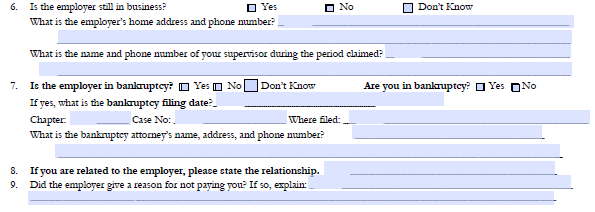 6. Is the employer still in business? Yes No Don't Know
What is the employer's home address and phone number?
What is the name and phone number of your supervisor during the period claimed?
7. Is the employer in bankruptcy? Yes No Don't Know Are you in bankruptcy? Yes No
If yes, what is the bankruptcy filing date?
Chapter: Case No: Where filed:
What is the bankruptcy attorney's name, address, and phone number?
8. If you are related to the employer, please state the relationship.
9. Did the employer give a reason for not paying you? If so, explain: